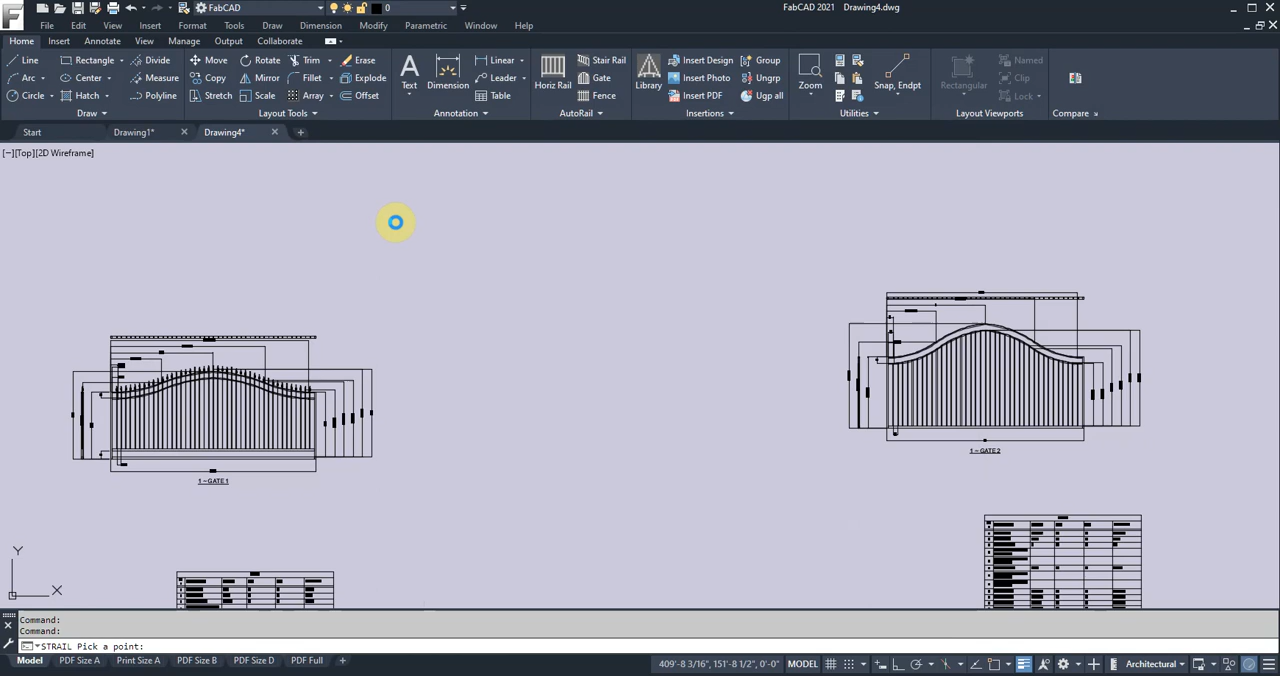 F
FabCAD
0
FabCAD 2021 Drawing4.dwg
File Edit View Insert Format Tools Draw Dimension Modify Parametric Window Help
Home Insert Annotate View Manage Output Collaborate
Line Rectangle Divide Move Rotate Trim Erase
Arc Center Measure Copy Mirror Fillet Explode
Circle Hatch Polyline Stretch Scale Array Offset
Text Dimension
Linear
Leader
Table
Horiz Rail
Stair Rail
Gate
Fence
Library
Insert Design Group
Insert Photo Ungrp
Insert PDF Ugp all
Zoom Snap, Endpt
Rectangular
Named
Clip
Lock
Draw Layout Tools Annotation AutoRail Insertions Utilities Layout Viewports Compare
Start Drawing1* Drawing4*
[−][Top][2D Wireframe]
1 – GATE 1
1 – GATE 2
Y
X
Command:
Command:
STRAIL Pick a point:
Model PDF Size A Print Size A PDF Size B PDF Size D PDF Full
409'-8 3/16", 151'-8 1/2", 0'-0" MODEL Architectural